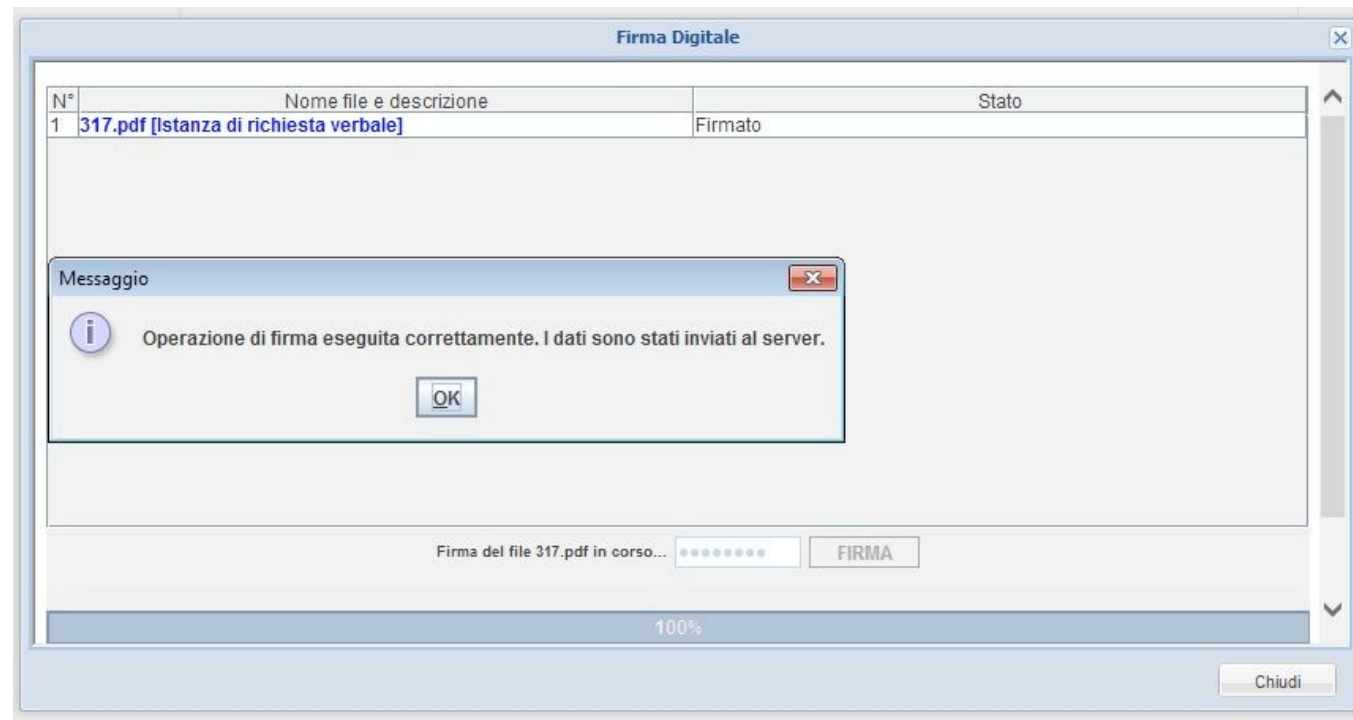 Firma Digitale
N° Nome file e descrizione Stato
1 317.pdf [Istanza di richiesta verbale] Firmato
Messaggio
Operazione di firma eseguita correttamente. I dati sono stati inviati al server.
OK
Firma del file 317.pdf in corso... FIRMA
100%
Chiudi